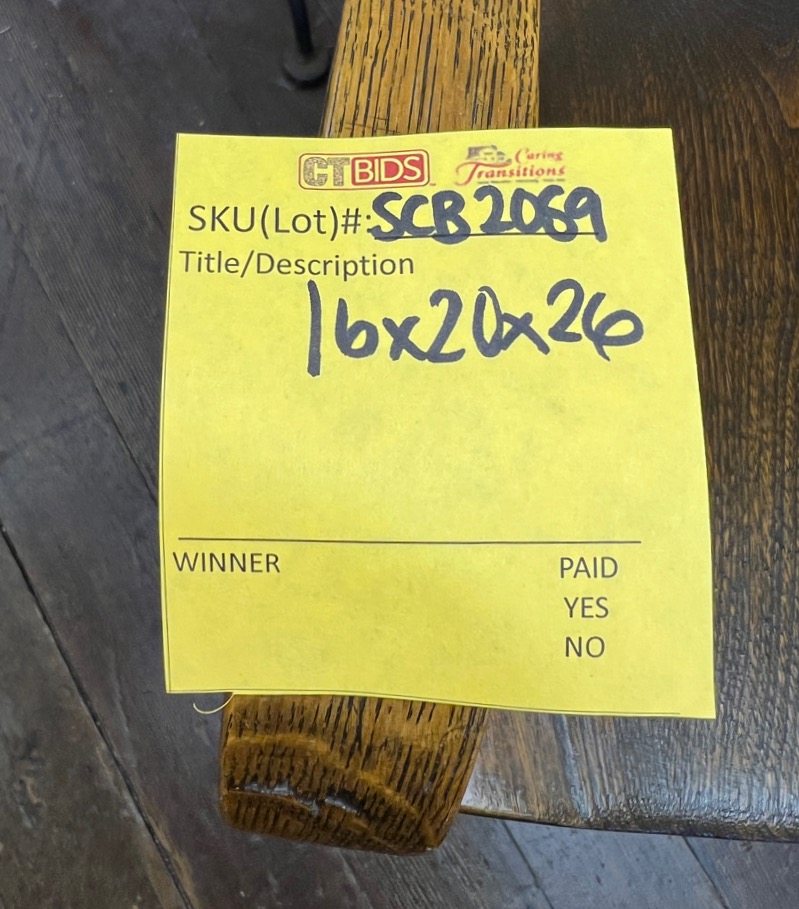 CTBIDS Caring Transitions
SKU(Lot)#:SCB2069
Title/Description
16x20x26
WINNER PAID
YES
NO